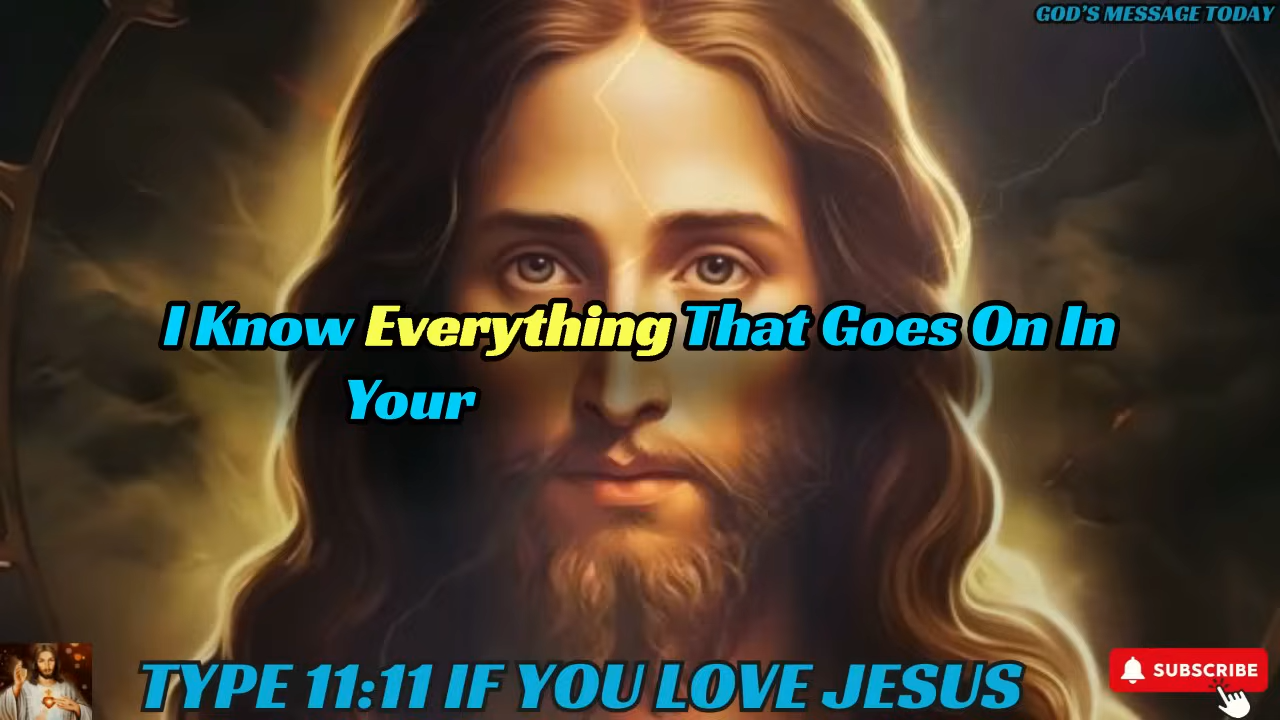 GOD'S MESSAGE TODAY
I Know Everything That Goes On In
Your
TYPE 11:11 IF YOU LOVE JESUS
SUBSCRIBE